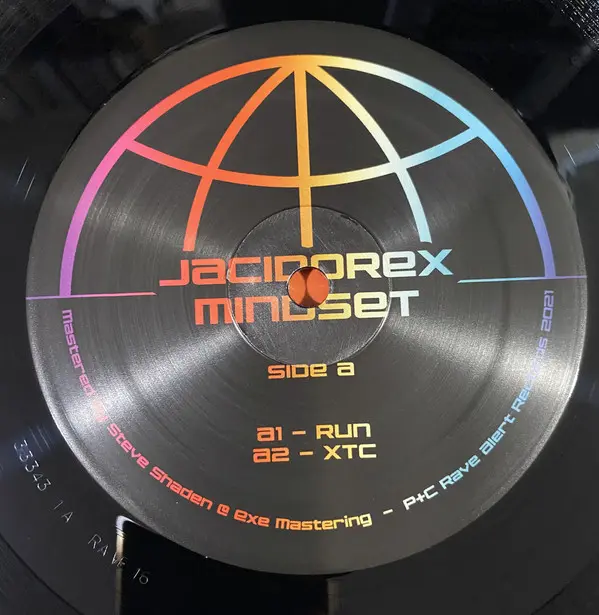 Jacidorex
Mindset
Side a
a1 - Run
a2 - XTC
Mastered by Steve Shaden @ Exe Mastering - P+C Rave Alert Records 2021
33343 1A RAVE 16